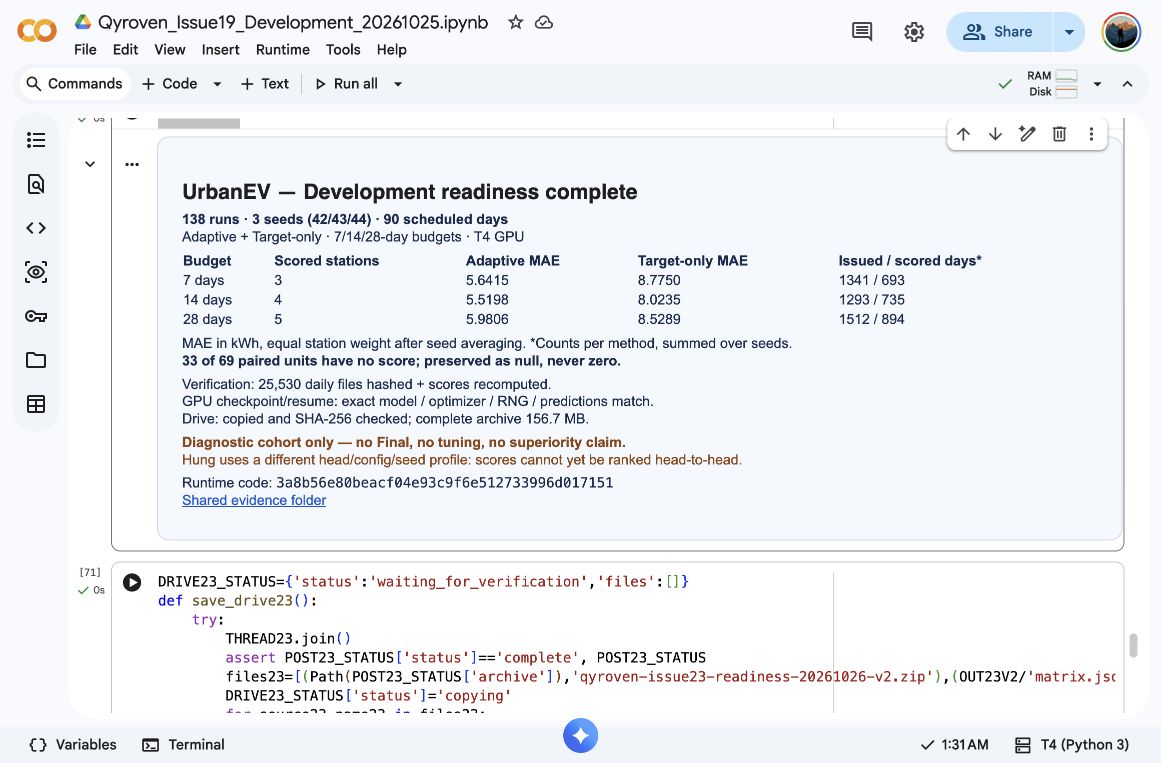 Qyroven_Issue19_Development_20261025.ipynb
File Edit View Insert Runtime Tools Help
Share
Commands + Code + Text Run all
RAM
Disk
0s
UrbanEV — Development readiness complete
138 runs · 3 seeds (42/43/44) · 90 scheduled days
Adaptive + Target-only · 7/14/28-day budgets · T4 GPU
Budget Scored stations Adaptive MAE Target-only MAE Issued / scored days*
7 days 3 5.6415 8.7750 1341 / 693
14 days 4 5.5198 8.0235 1293 / 735
28 days 5 5.9806 8.5289 1512 / 894
MAE in kWh, equal station weight after seed averaging. *Counts per method, summed over seeds.
33 of 69 paired units have no score; preserved as null, never zero.
Verification: 25,530 daily files hashed + scores recomputed.
GPU checkpoint/resume: exact model / optimizer / RNG / predictions match.
Drive: copied and SHA-256 checked; complete archive 156.7 MB.
Diagnostic cohort only — no Final, no tuning, no superiority claim.
Hung uses a different head/config/seed profile: scores cannot yet be ranked head-to-head.
Runtime code: 3a8b56e80beacf04e93c9f6e512733996d017151
Shared evidence folder
[71]
0s
DRIVE23_STATUS={'status':'waiting_for_verification','files':[]}
def save_drive23():
try:
THREAD23.join()
assert POST23_STATUS['status']=='complete', POST23_STATUS
files23=[(Path(POST23_STATUS['archive']),'qyroven-issue23-readiness-20261026-v2.zip'),(OUT23V2/'matrix.jsc
DRIVE23_STATUS['status']='copying'
for source23,name23 in files23:
Variables Terminal
1:31 AM T4 (Python 3)